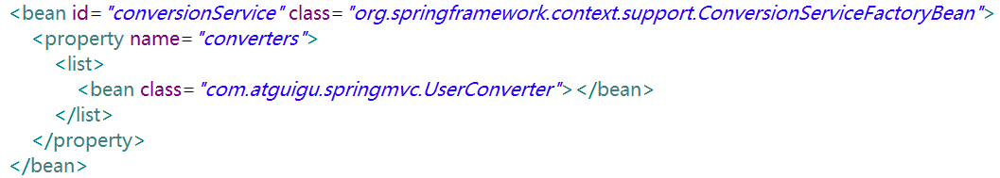 <bean id="conversionService" class="org.springframework.context.support.ConversionServiceFactoryBean">
<property name="converters">
<list>
<bean class="com.atguigu.springmvc.UserConverter"></bean>
</list>
</property>
</bean>